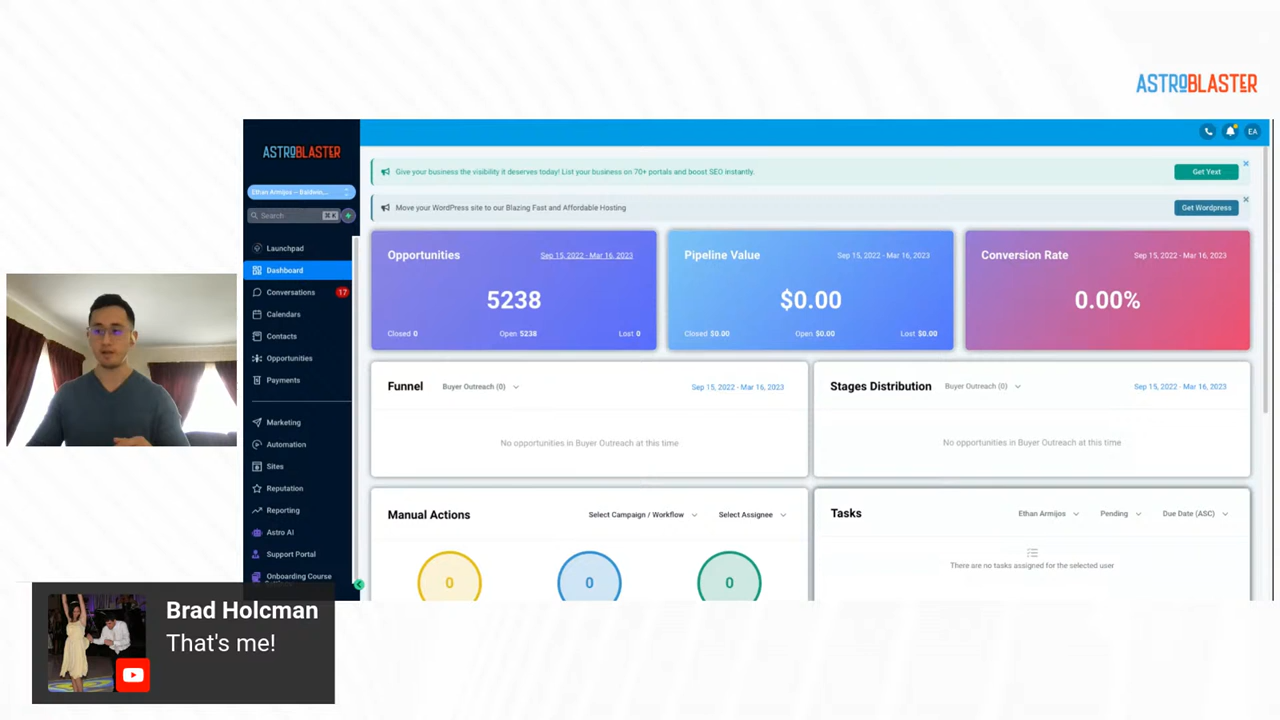 ASTROBLASTER
ASTROBLASTER
EA
Ethan Armijos – Baldwin...
Search ⌘ K
Launchpad
Dashboard
Conversations 17
Calendars
Contacts
Opportunities
Payments
Marketing
Automation
Sites
Reputation
Reporting
Astro AI
Support Portal
Onboarding Course
Give your business the visibility it deserves today! List your business on 70+ portals and boost SEO instantly.
Get Yext
Move your WordPress site to our Blazing Fast and Affordable Hosting
Get Wordpress
Opportunities Sep 15, 2022 - Mar 16, 2023
5238
Closed 0 Open 5238 Lost 0
Pipeline Value Sep 15, 2022 - Mar 16, 2023
$0.00
Closed $0.00 Open $0.00 Lost $0.00
Conversion Rate Sep 15, 2022 - Mar 16, 2023
0.00%
Funnel Buyer Outreach (0) Sep 15, 2022 - Mar 16, 2023
No opportunities in Buyer Outreach at this time
Stages Distribution Buyer Outreach (0) Sep 15, 2022 - Mar 16, 2023
No opportunities in Buyer Outreach at this time
Manual Actions Select Campaign / Workflow Select Assignee
0 0 0
Tasks Ethan Armijos Pending Due Date (ASC)
There are no tasks assigned for the selected user
Brad Holcman
That's me!